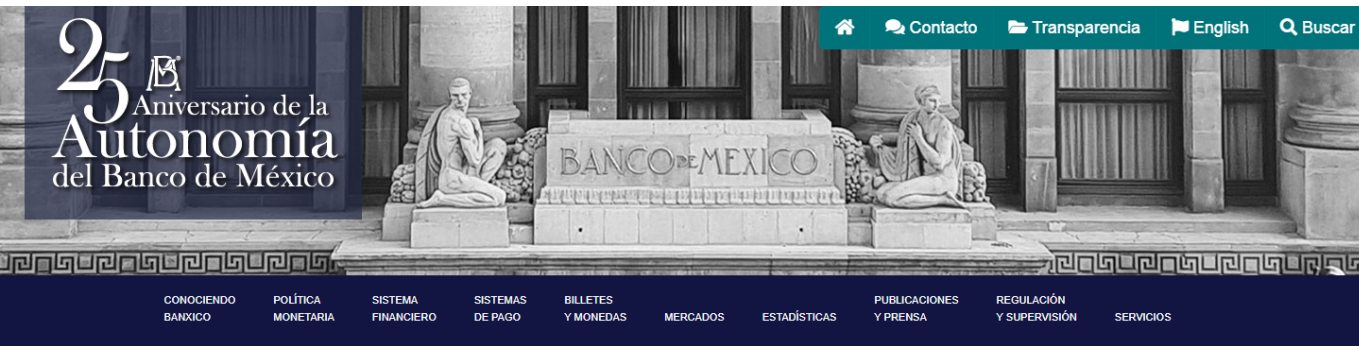 Contacto
Transparencia
English
Buscar
25
Aniversario de la
Autonomía
del Banco de México
BANCO DE MEXICO
CONOCIENDO
BANXICO
POLÍTICA
MONETARIA
SISTEMA
FINANCIERO
SISTEMAS
DE PAGO
BILLETES
Y MONEDAS
MERCADOS
ESTADÍSTICAS
PUBLICACIONES
Y PRENSA
REGULACIÓN
Y SUPERVISIÓN
SERVICIOS